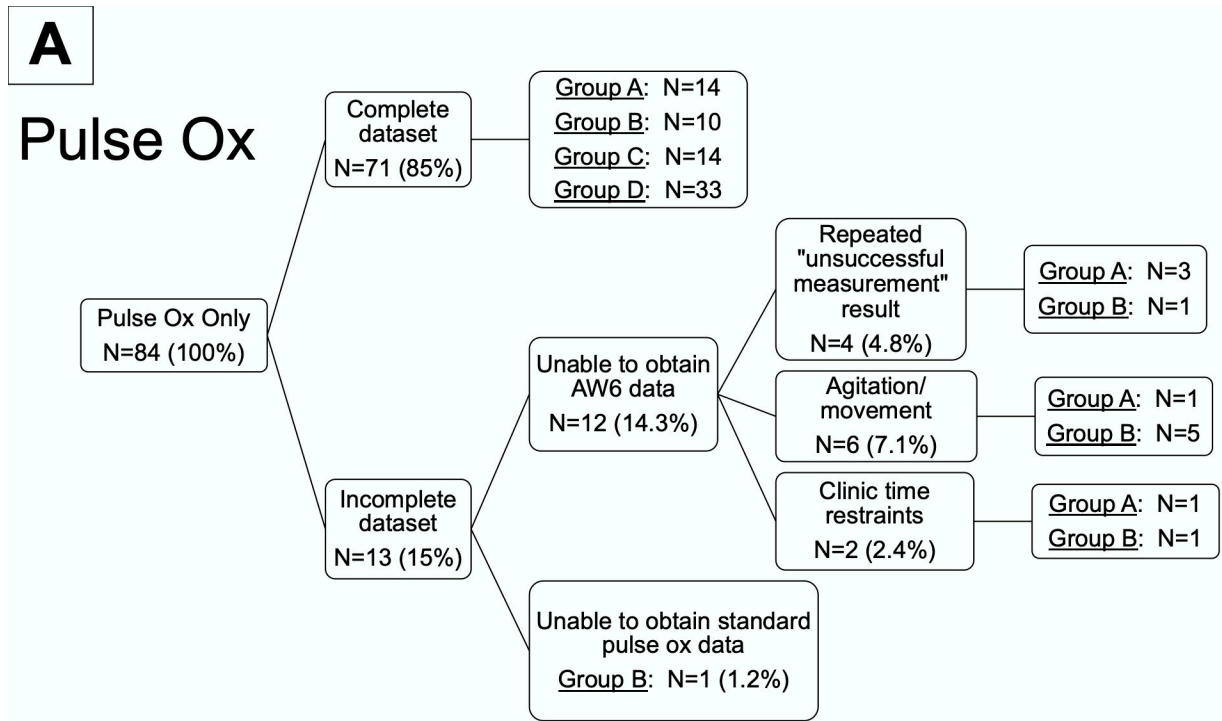 A
Pulse Ox
Pulse Ox Only
N=84 (100%)
Complete
dataset
N=71 (85%)
Group A: N=14
Group B: N=10
Group C: N=14
Group D: N=33
Incomplete
dataset
N=13 (15%)
Unable to obtain
AW6 data
N=12 (14.3%)
Repeated
"unsuccessful
measurement"
result
N=4 (4.8%)
Group A: N=3
Group B: N=1
Agitation/
movement
N=6 (7.1%)
Group A: N=1
Group B: N=5
Clinic time
restraints
N=2 (2.4%)
Group A: N=1
Group B: N=1
Unable to obtain standard
pulse ox data
Group B: N=1 (1.2%)